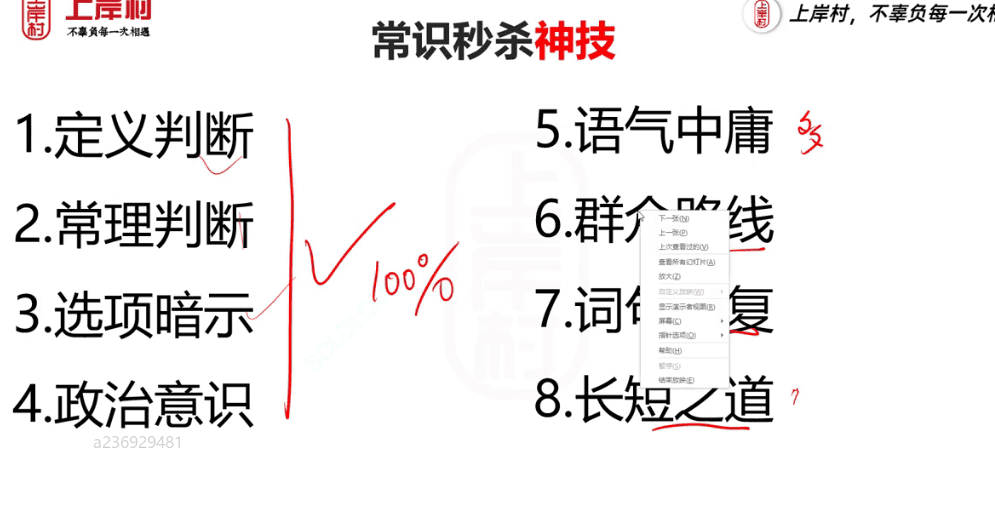 上岸村
不辜负每一次相遇
上岸村
上岸村，不辜负每一次相
常识秒杀神技
1.定义判断
2.常理判断
3.选项暗示
4.政治意识
100%
5.语气中庸
多
6.群众路线
7.词句复
8.长短之道
下一张(N)
上一张(P)
上次查看过的(V)
查看所有幻灯片(A)
放大(Z)
自定义放映(W)
显示演示者视图(R)
屏幕(C)
指针选项(O)
帮助(H)
暂停(S)
结束放映(E)
a236929481